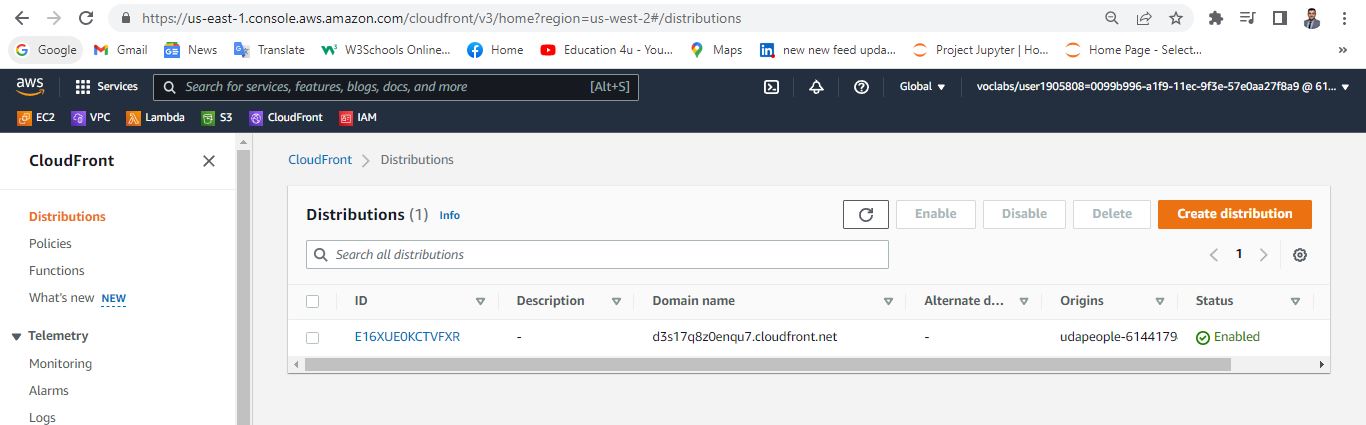 https://us-east-1.console.aws.amazon.com/cloudfront/v3/home?region=us-west-2#/distributions
Google Gmail News Translate W3Schools Online... Home Education 4u - You... Maps new new feed upda... Project Jupyter | Ho... Home Page - Select... »
aws Services Search for services, features, blogs, docs, and more [Alt+S] Global voclabs/user1905808=0099b996-a1f9-11ec-9f3e-57e0aa27f8a9 @ 61...
EC2 VPC Lambda S3 CloudFront IAM
CloudFront
Distributions
Policies
Functions
What's new NEW
Telemetry
Monitoring
Alarms
Logs
CloudFront Distributions
Distributions (1) Info Enable Disable Delete Create distribution
Search all distributions 1
ID Description Domain name Alternate d... Origins Status
E16XUE0KCTVFXR - d3s17q8z0enqu7.cloudfront.net - udapeople-6144179 Enabled